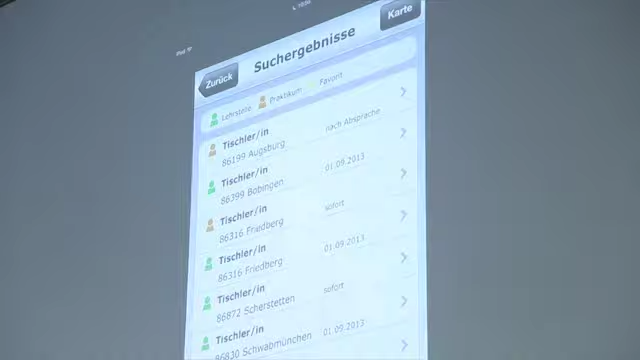 iPod
Karte
Suchergebnisse
Zurück
Lehrstelle Praktikum Favorit
Tischler/in
86199 Augsburg nach Absprache
Tischler/in
86399 Bobingen 01.09.2013
Tischler/in
86316 Friedberg sofort
Tischler/in
86316 Friedberg 01.09.2013
Tischler/in
86872 Scherstetten sofort
Tischler/in
86830 Schwabmünchen 01.09.2013